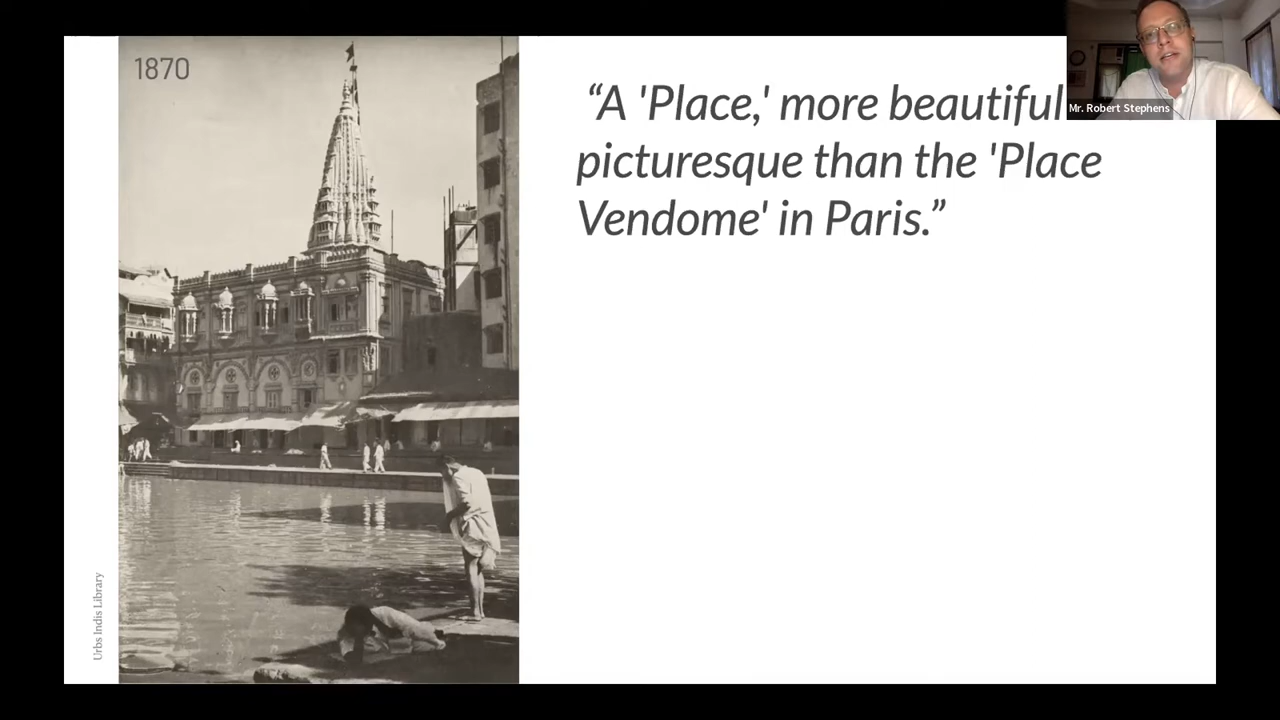 1870
“A 'Place,' more beautiful
picturesque than the 'Place
Vendome' in Paris.”
Mr. Robert Stephens
Urbs Indis Library